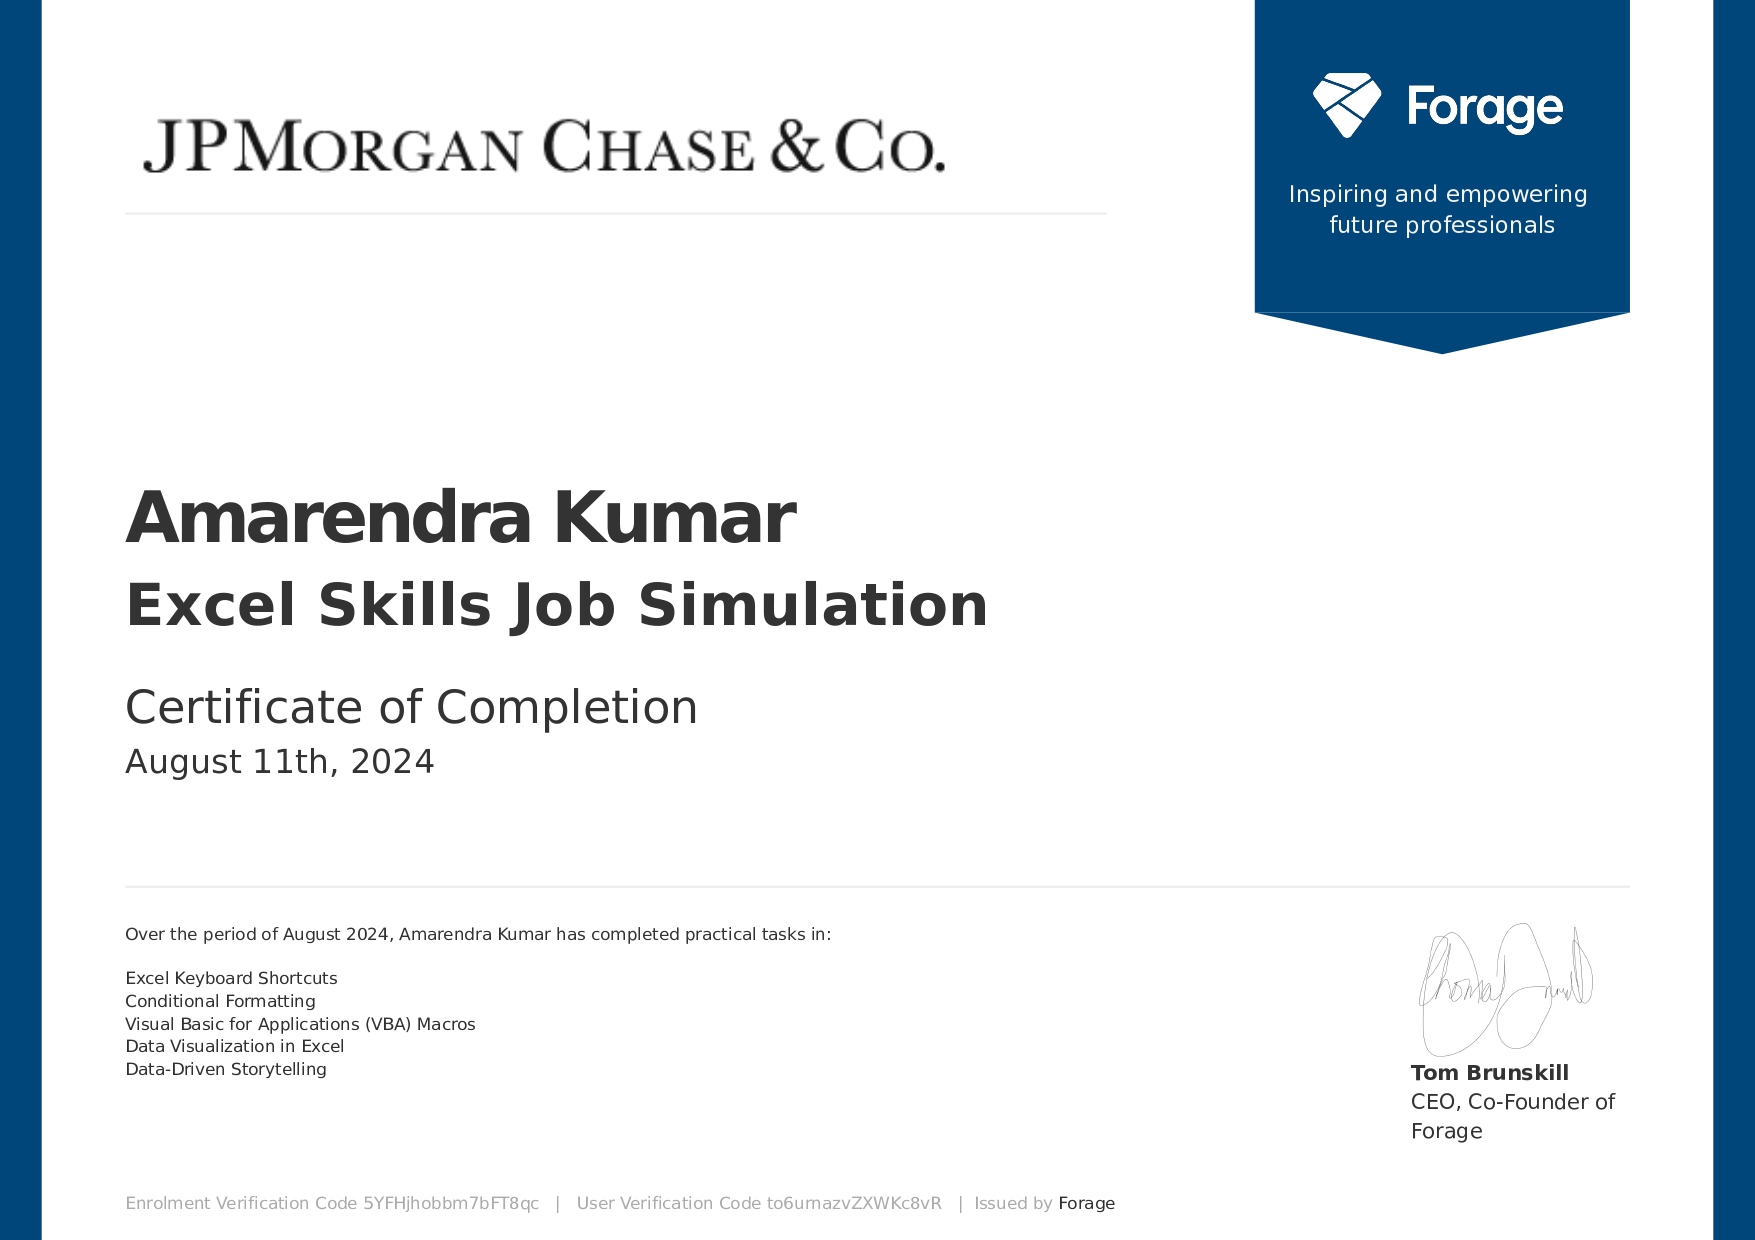 JPMORGAN CHASE & CO.
Forage
Inspiring and empowering
future professionals
Amarendra Kumar
Excel Skills Job Simulation
Certificate of Completion
August 11th, 2024
Over the period of August 2024, Amarendra Kumar has completed practical tasks in:
Excel Keyboard Shortcuts
Conditional Formatting
Visual Basic for Applications (VBA) Macros
Data Visualization in Excel
Data-Driven Storytelling
Tom Brunskill
CEO, Co-Founder of
Forage
Enrolment Verification Code 5YFHjhobbm7bFT8qc | User Verification Code to6urnazvZXWKc8vR | Issued by Forage